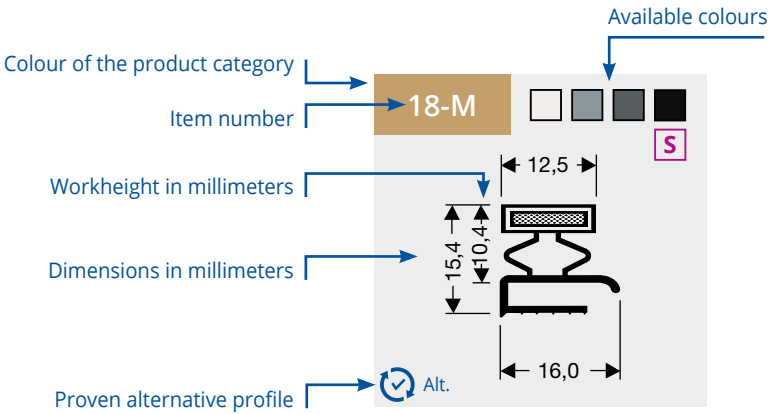 Available colours
Colour of the product category
18-M
Item number
S
12,5
Workheight in millimeters
15,4
10,4
Dimensions in millimeters
16,0
Alt.
Proven alternative profile